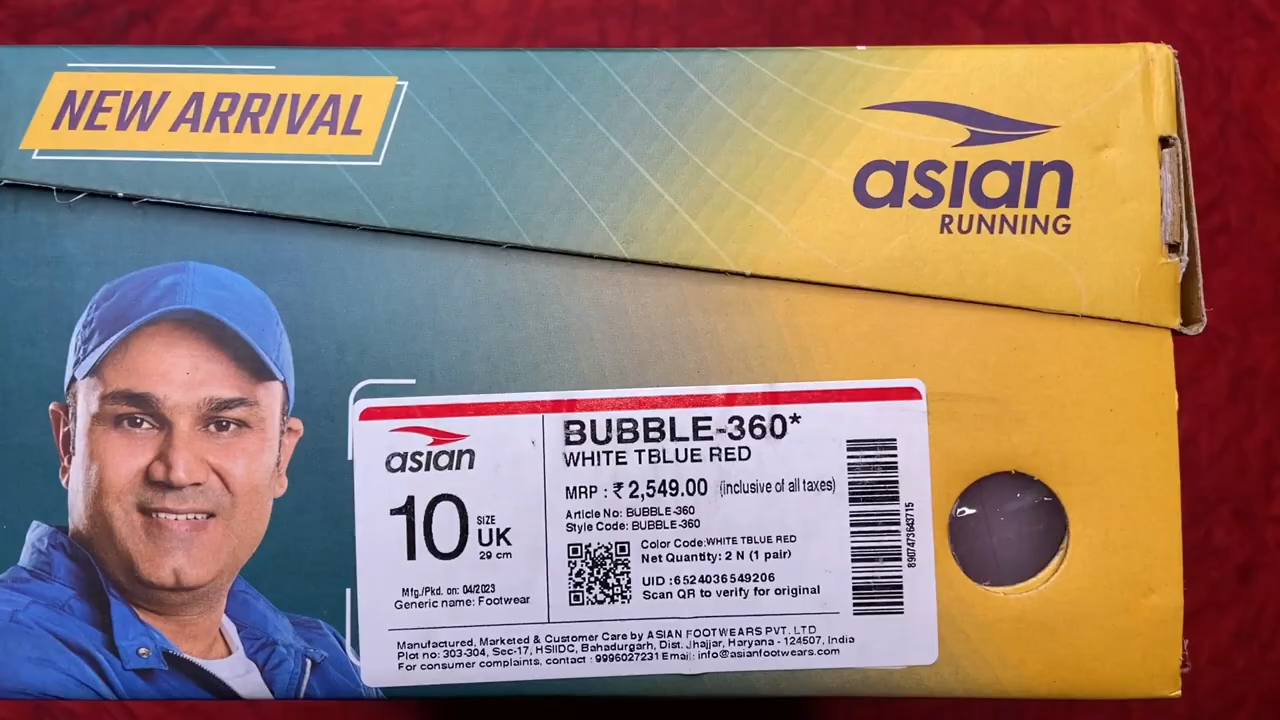 NEW ARRIVAL
asian
RUNNING
asian
10 SIZE UK 29 cm
Mfg./Pkd. on: 04/2023
Generic name: Footwear
BUBBLE-360*
WHITE TBLUE RED
MRP : ₹ 2,549.00 (inclusive of all taxes)
Article No: BUBBLE-360
Style Code: BUBBLE-360
Color Code:WHITE TBLUE RED
Net Quantity: 2 N (1 pair)
UID :6524036549206
Scan QR to verify for original
8907473643715
Manufactured, Marketed & Customer Care by ASIAN FOOTWEARS PVT. LTD
Plot no: 303-304, Sec-17, HSIIDC, Bahadurgarh, Dist. Jhajjar, Haryana - 124507, India
For consumer complaints, contact : 9996027231 Email: info@asianfootwears.com